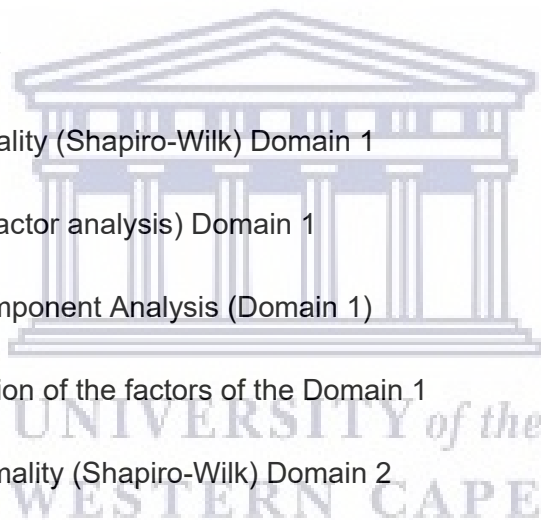 ality (Shapiro-Wilk) Domain 1
actor analysis) Domain 1
mponent Analysis (Domain 1)
ion of the factors of the Domain 1
UNIVERSITY of the
mality (Shapiro-Wilk) Domain 2
WESTERN CAPE